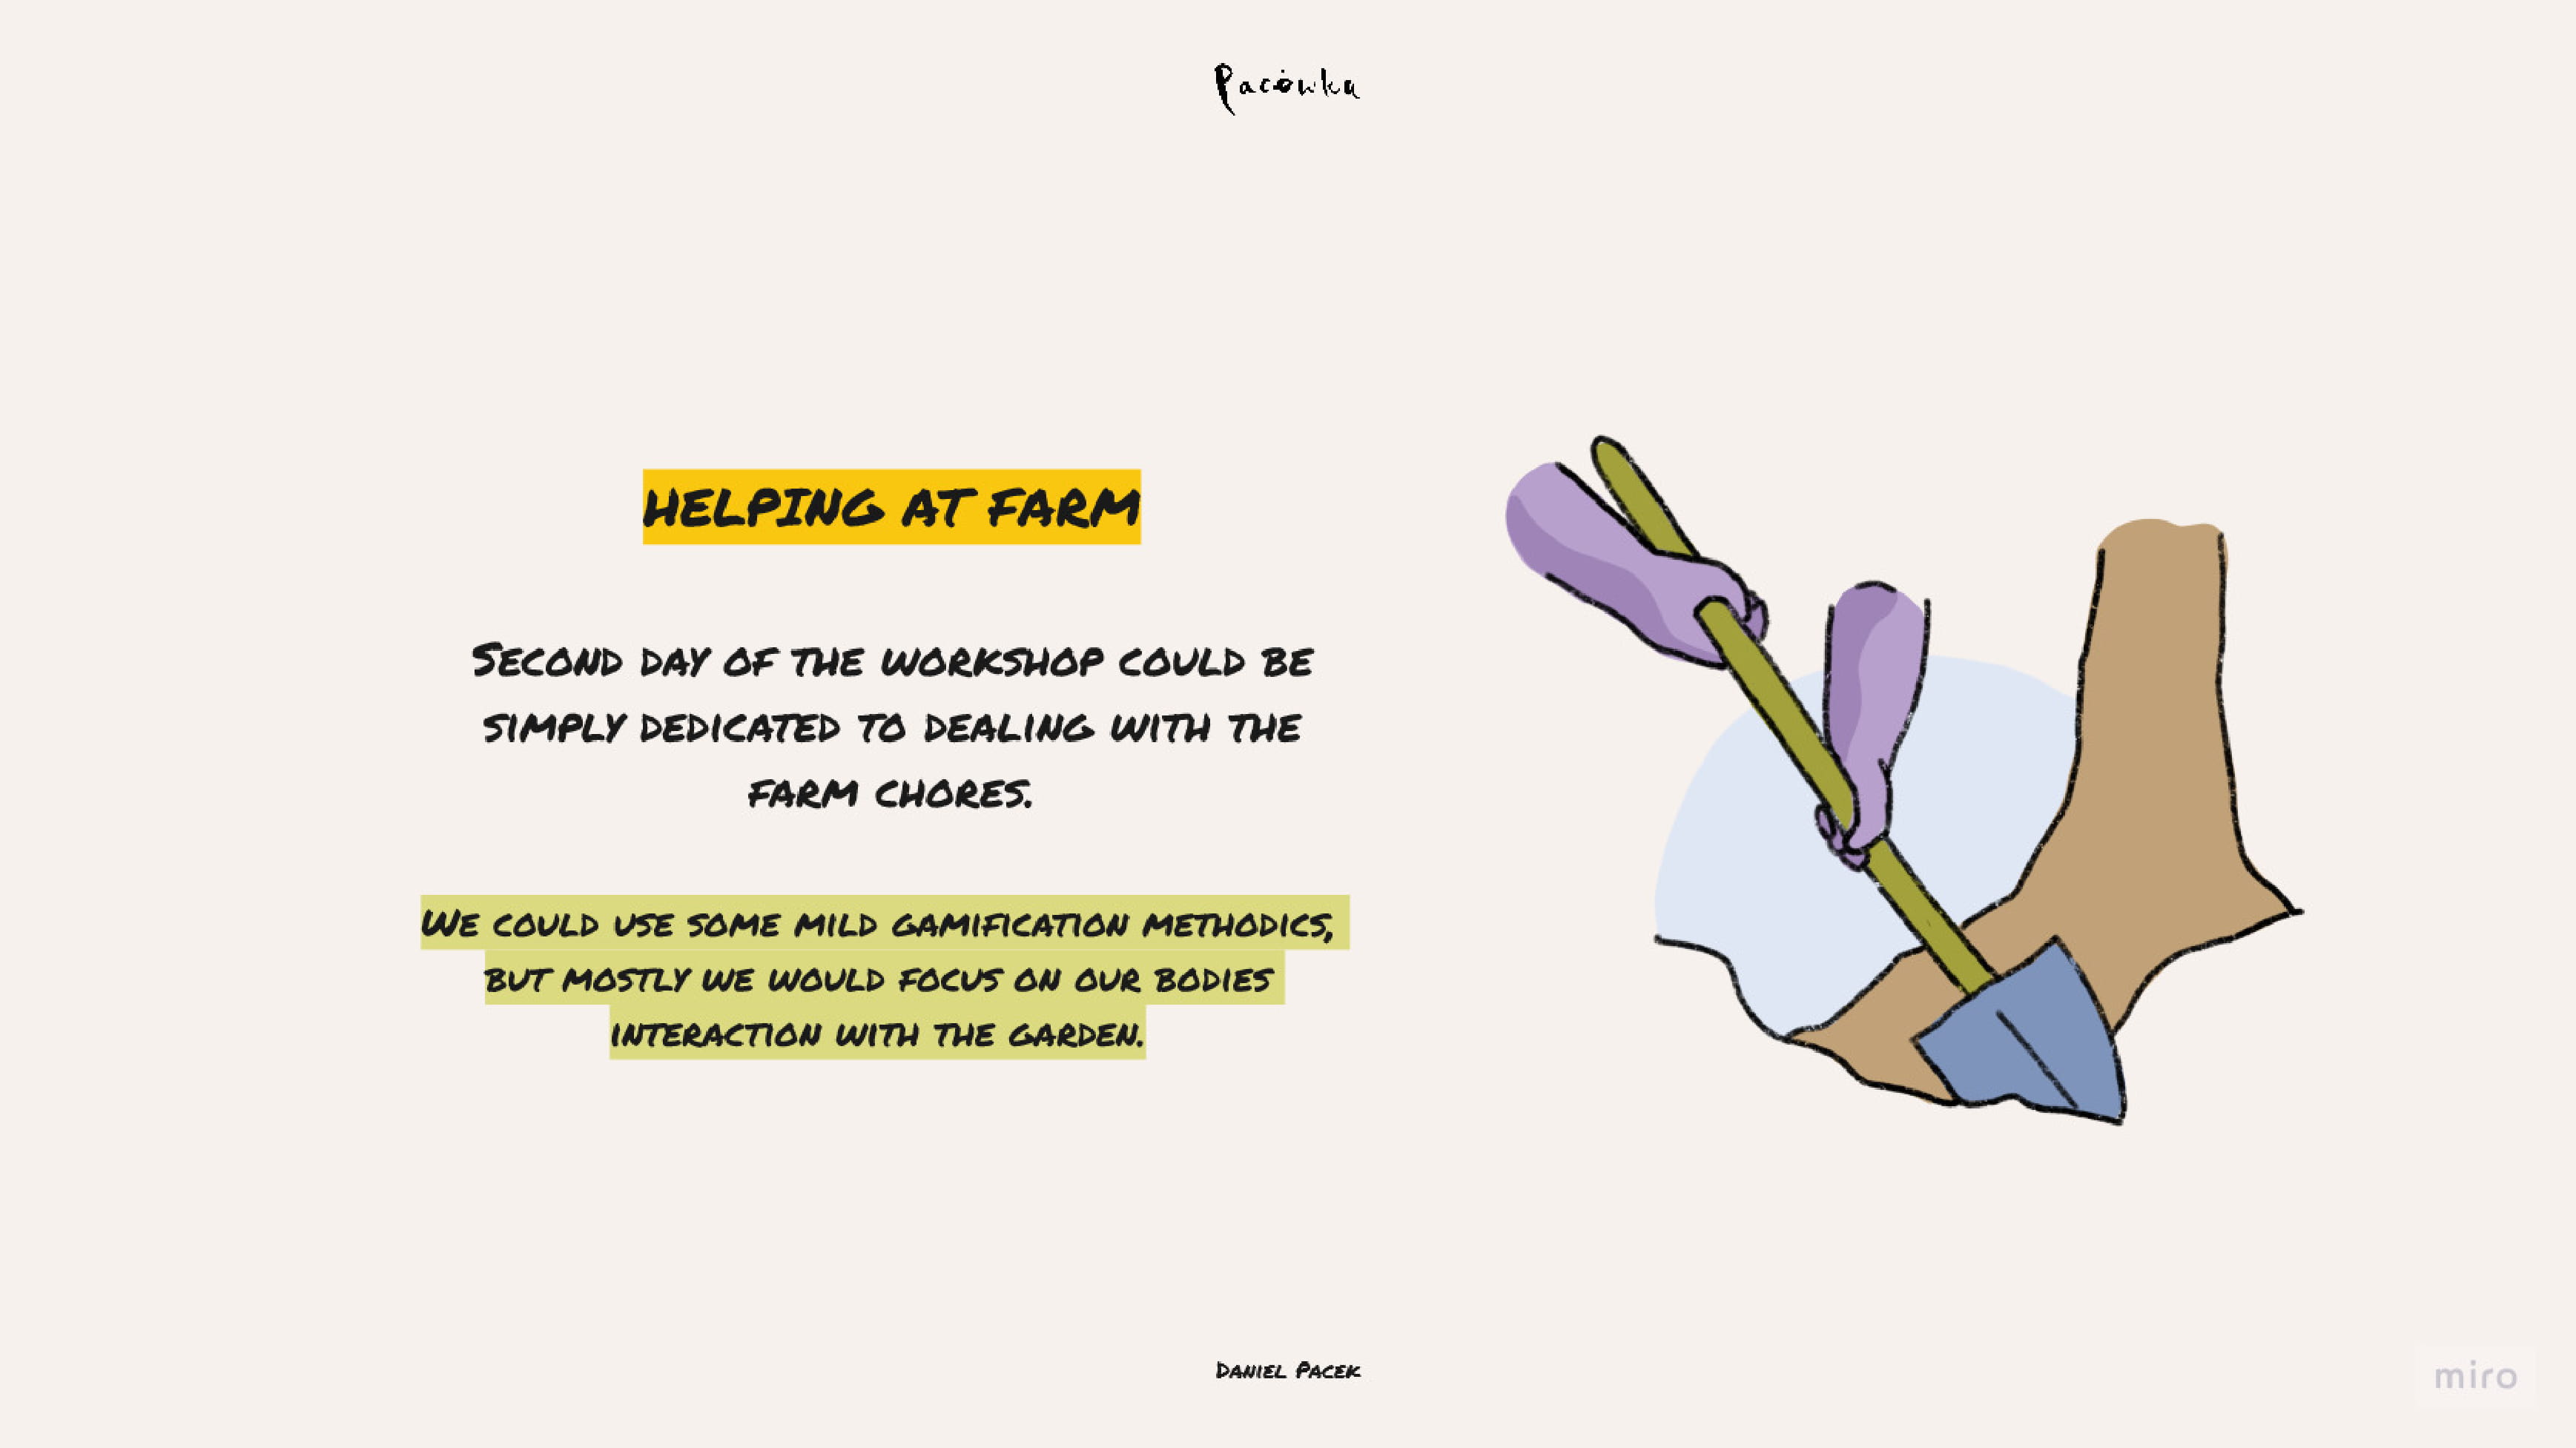 Pacówka
HELPING AT FARM
SECOND DAY OF THE WORKSHOP COULD BE
SIMPLY DEDICATED TO DEALING WITH THE
FARM CHORES.
WE COULD USE SOME MILD GAMIFICATION METHODICS,
BUT MOSTLY WE WOULD FOCUS ON OUR BODIES
INTERACTION WITH THE GARDEN.
DANIEL PACEK
miro